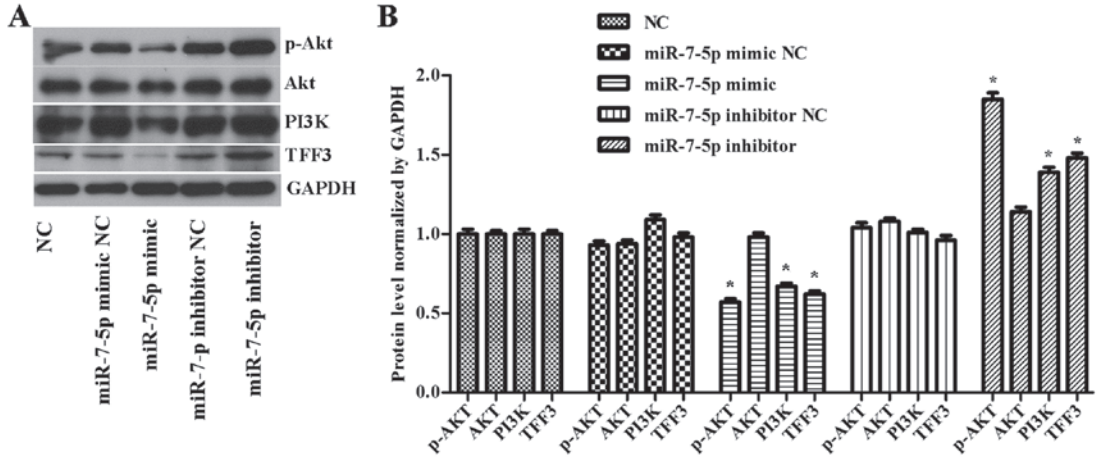 A
p-Akt
Akt
PI3K
TFF3
GAPDH
NC
miR-7-5p mimic NC
miR-7-5p mimic
miR-7-p inhibitor NC
miR-7-5p inhibitor
B
NC
miR-7-5p mimic NC
miR-7-5p mimic
miR-7-5p inhibitor NC
miR-7-5p inhibitor
Protein level normalized by GAPDH
2.0
1.5
1.0
0.5
0.0
* * *
* * * *
p-AKT AKT PI3K TFF3 p-AKT AKT PI3K TFF3 p-AKT AKT PI3K TFF3 p-AKT AKT PI3K TFF3 p-AKT AKT PI3K TFF3